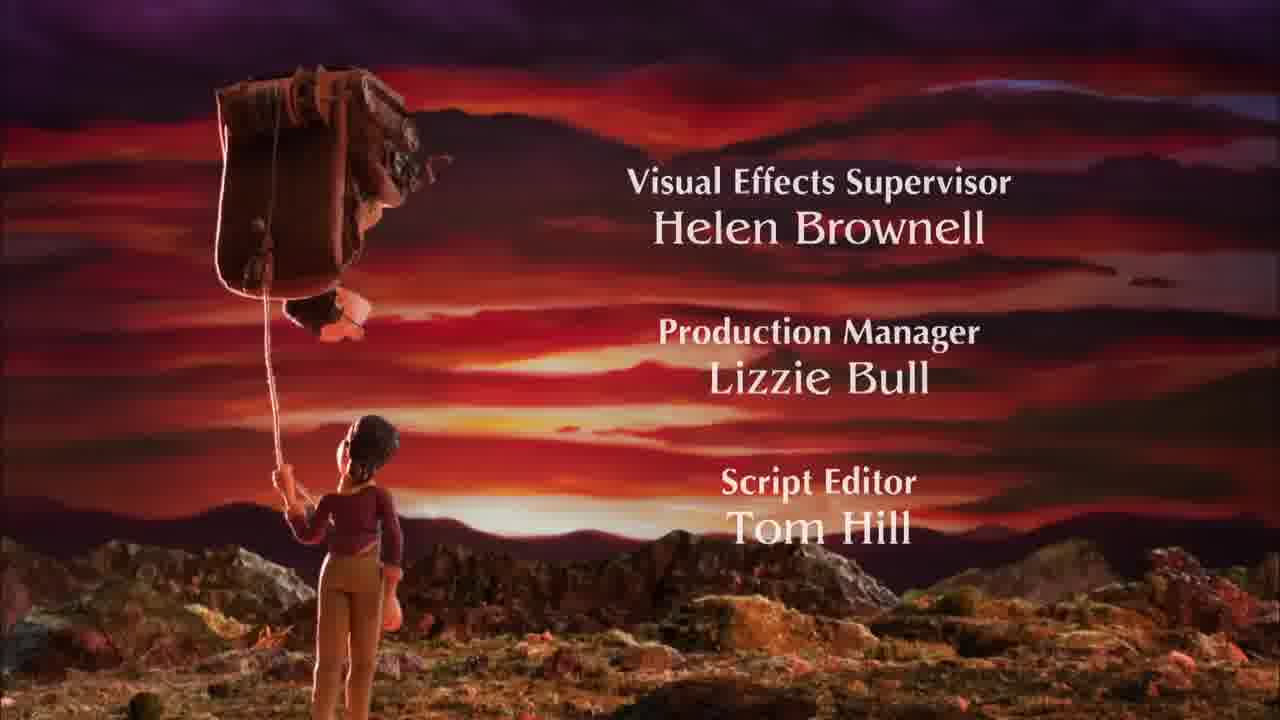 Visual Effects Supervisor
Helen Brownell
Production Manager
Lizzie Bull
Script Editor
Tom Hill